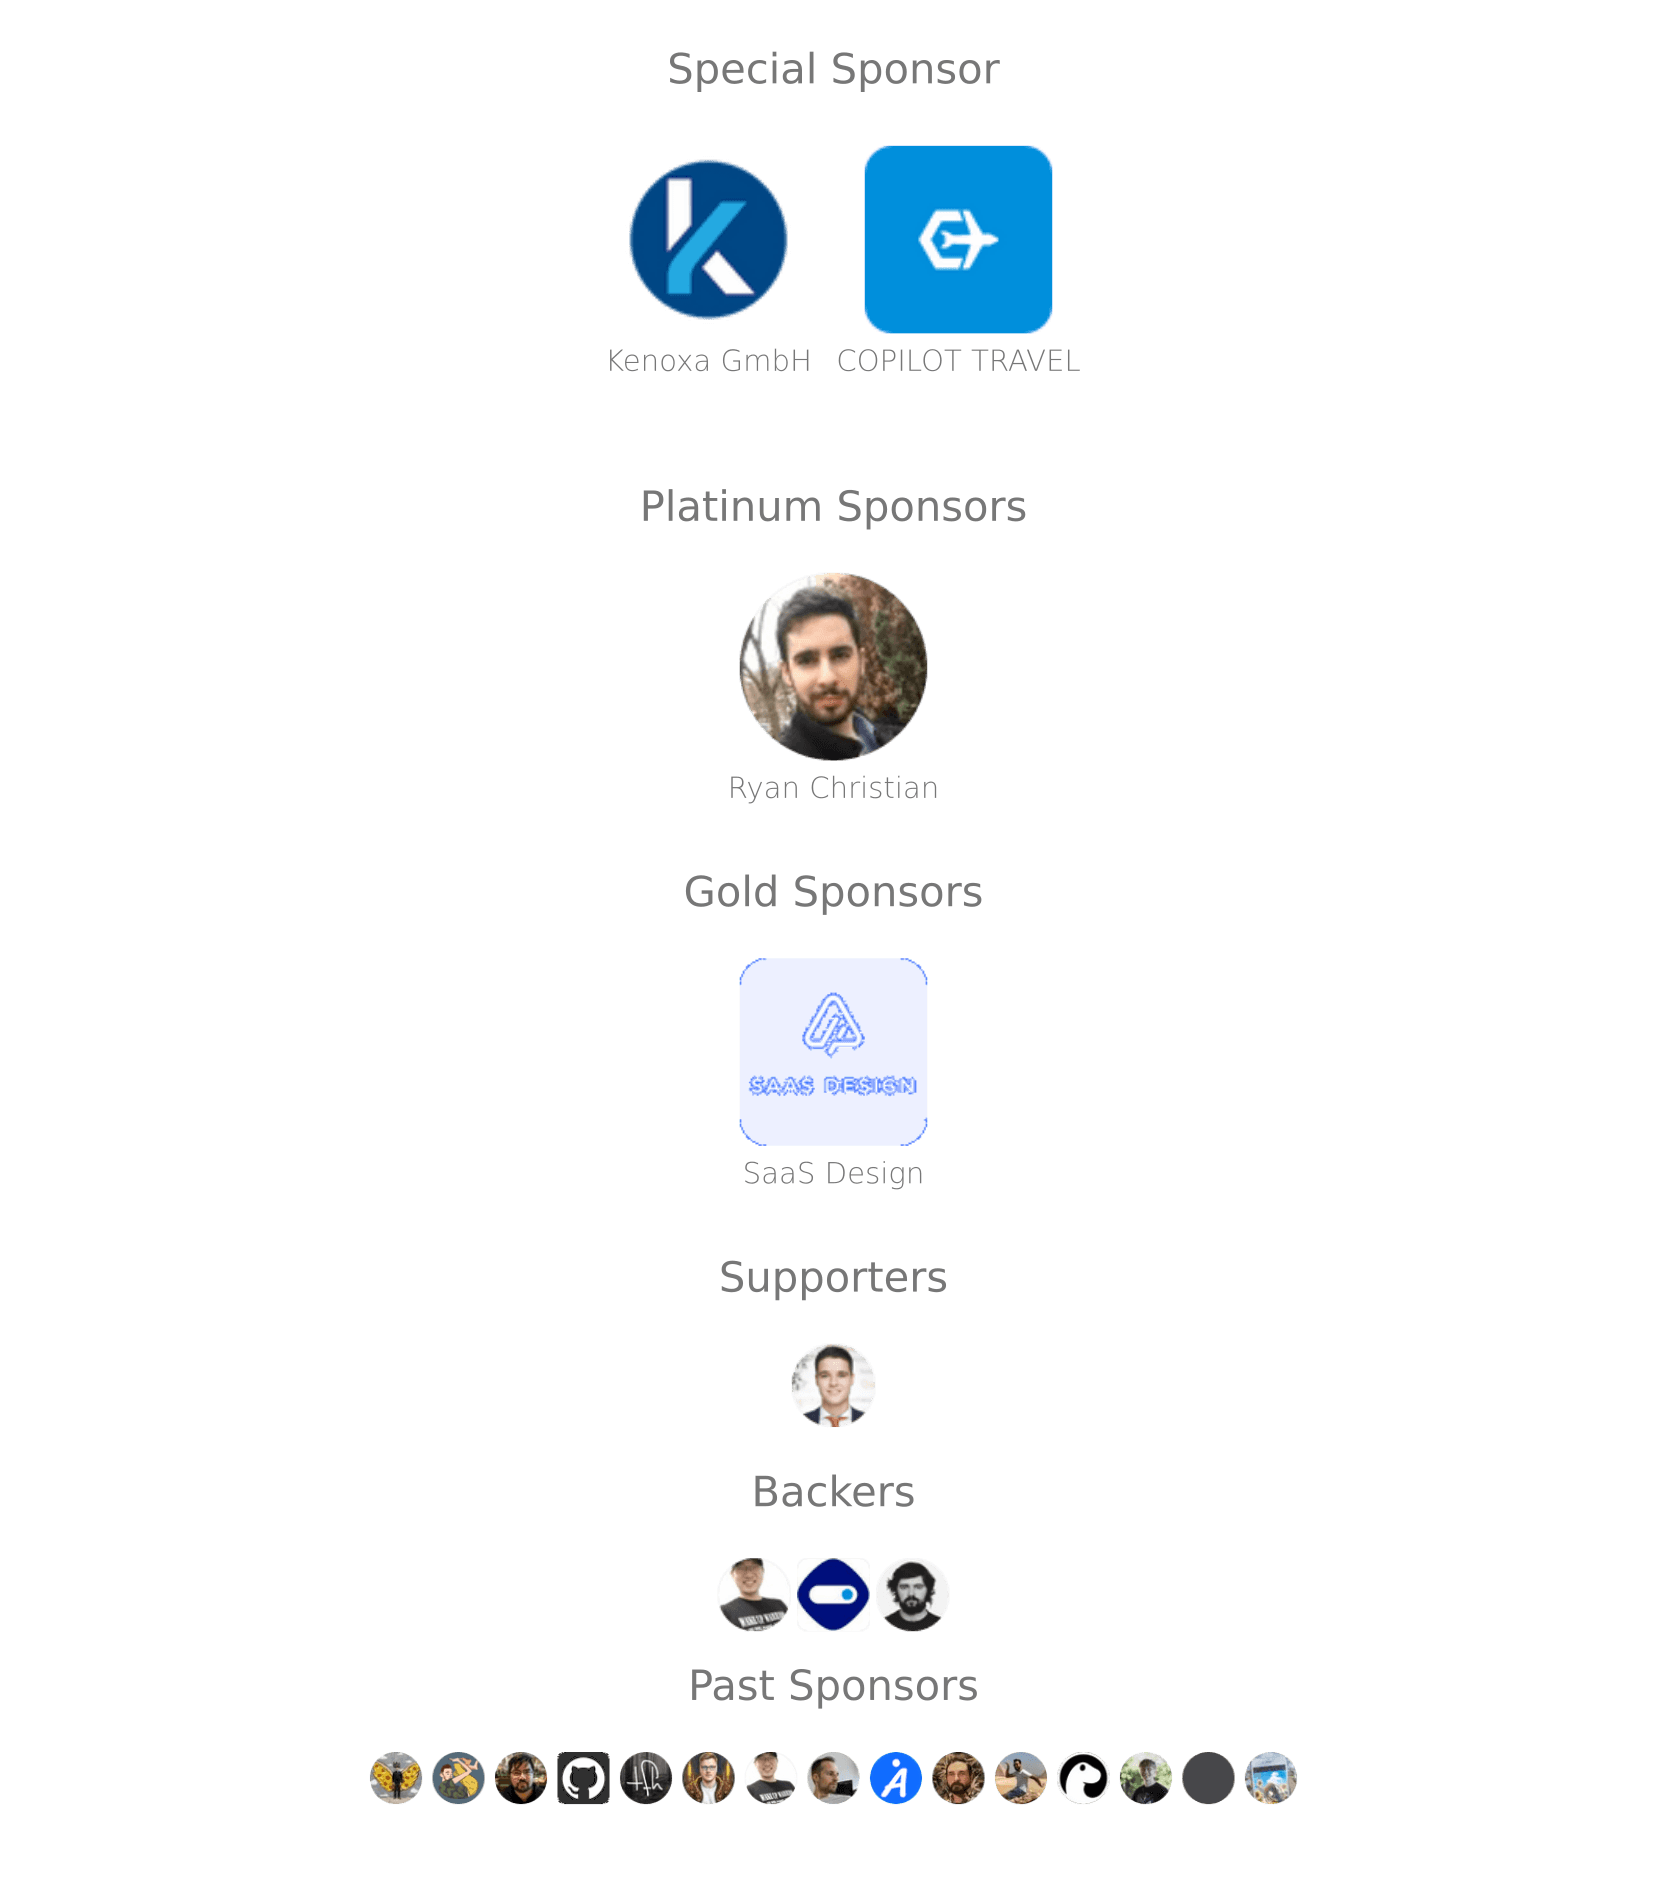 Special Sponsor
Kenoxa GmbH COPILOT TRAVEL
Platinum Sponsors
Ryan Christian
Gold Sponsors
SAAS DESIGN
SaaS Design
Supporters
Backers
Past Sponsors